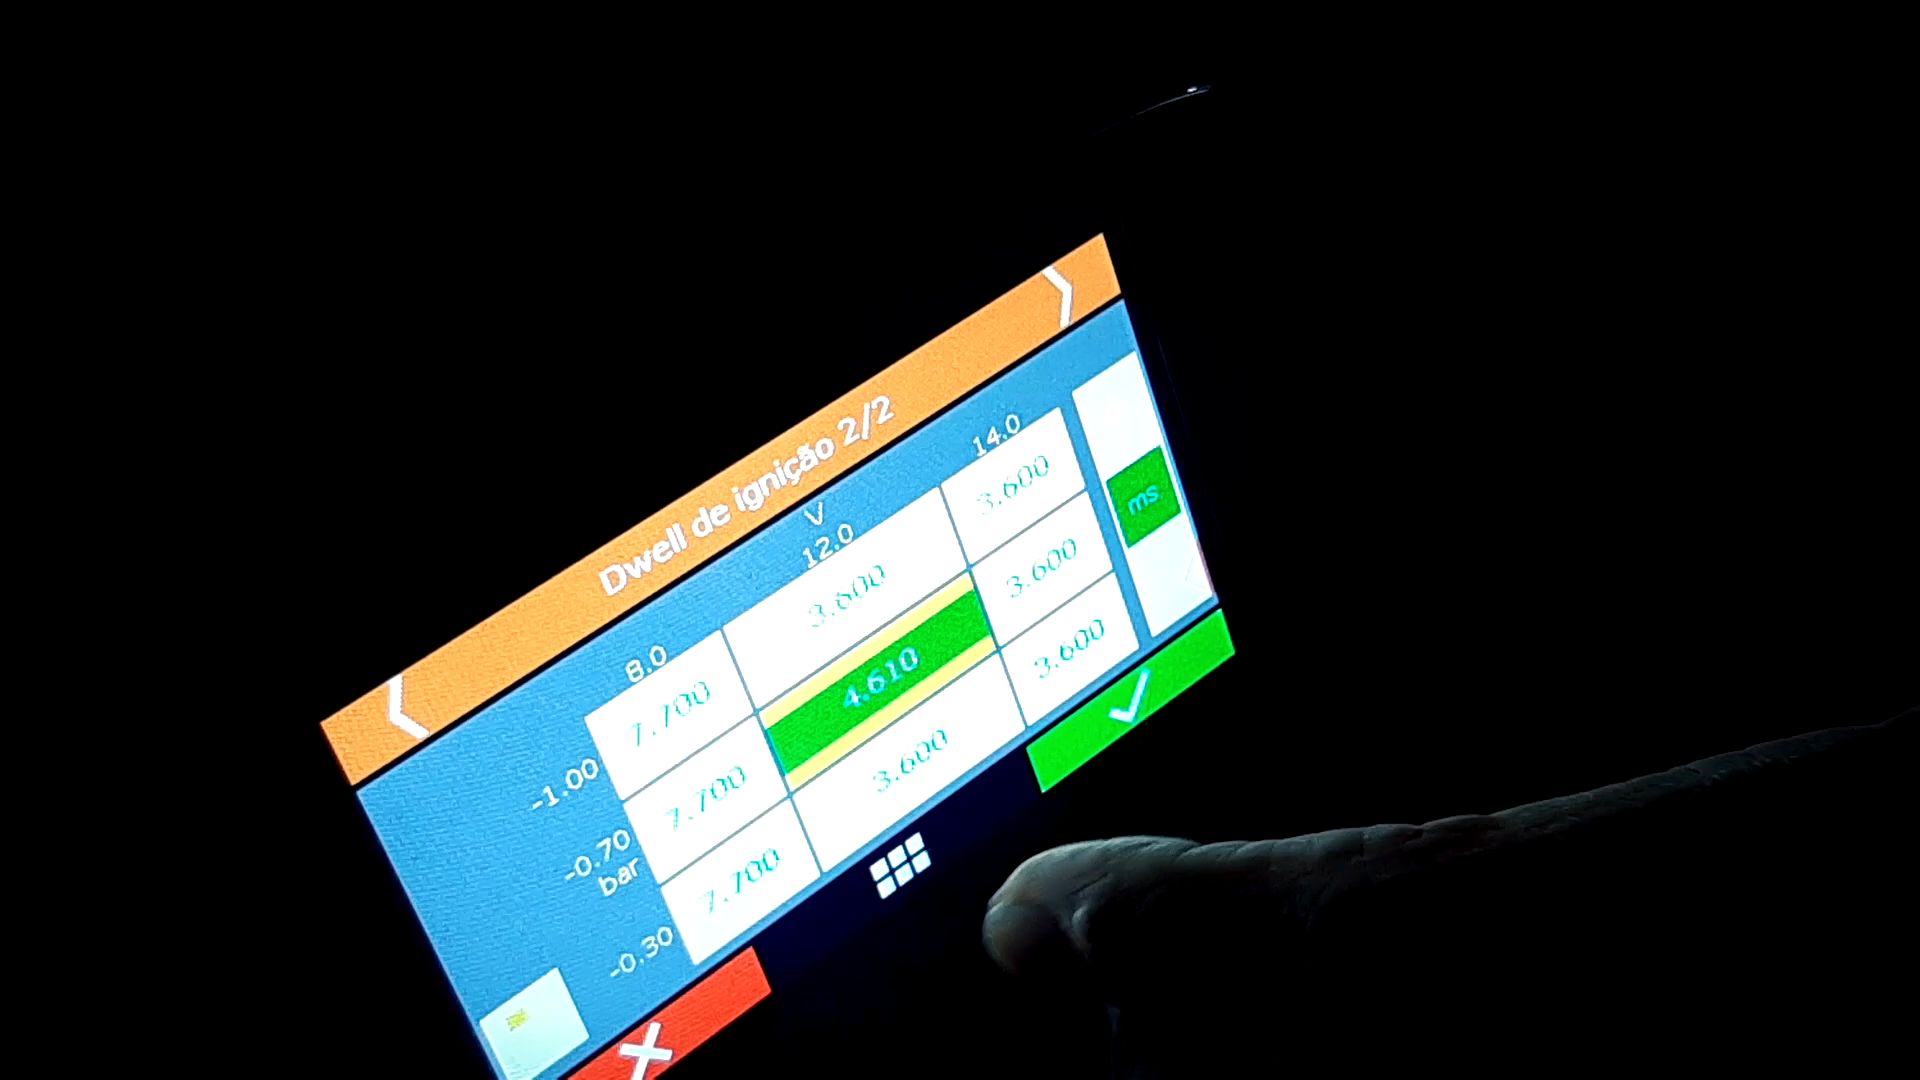 Dwell de ignição 2/2
V
8.0 12.0 14.0
-1.00 7.700 3.600 3.600
-0.70 7.700 4.610 3.600
bar
-0.30 7.700 3.600 3.600
ms